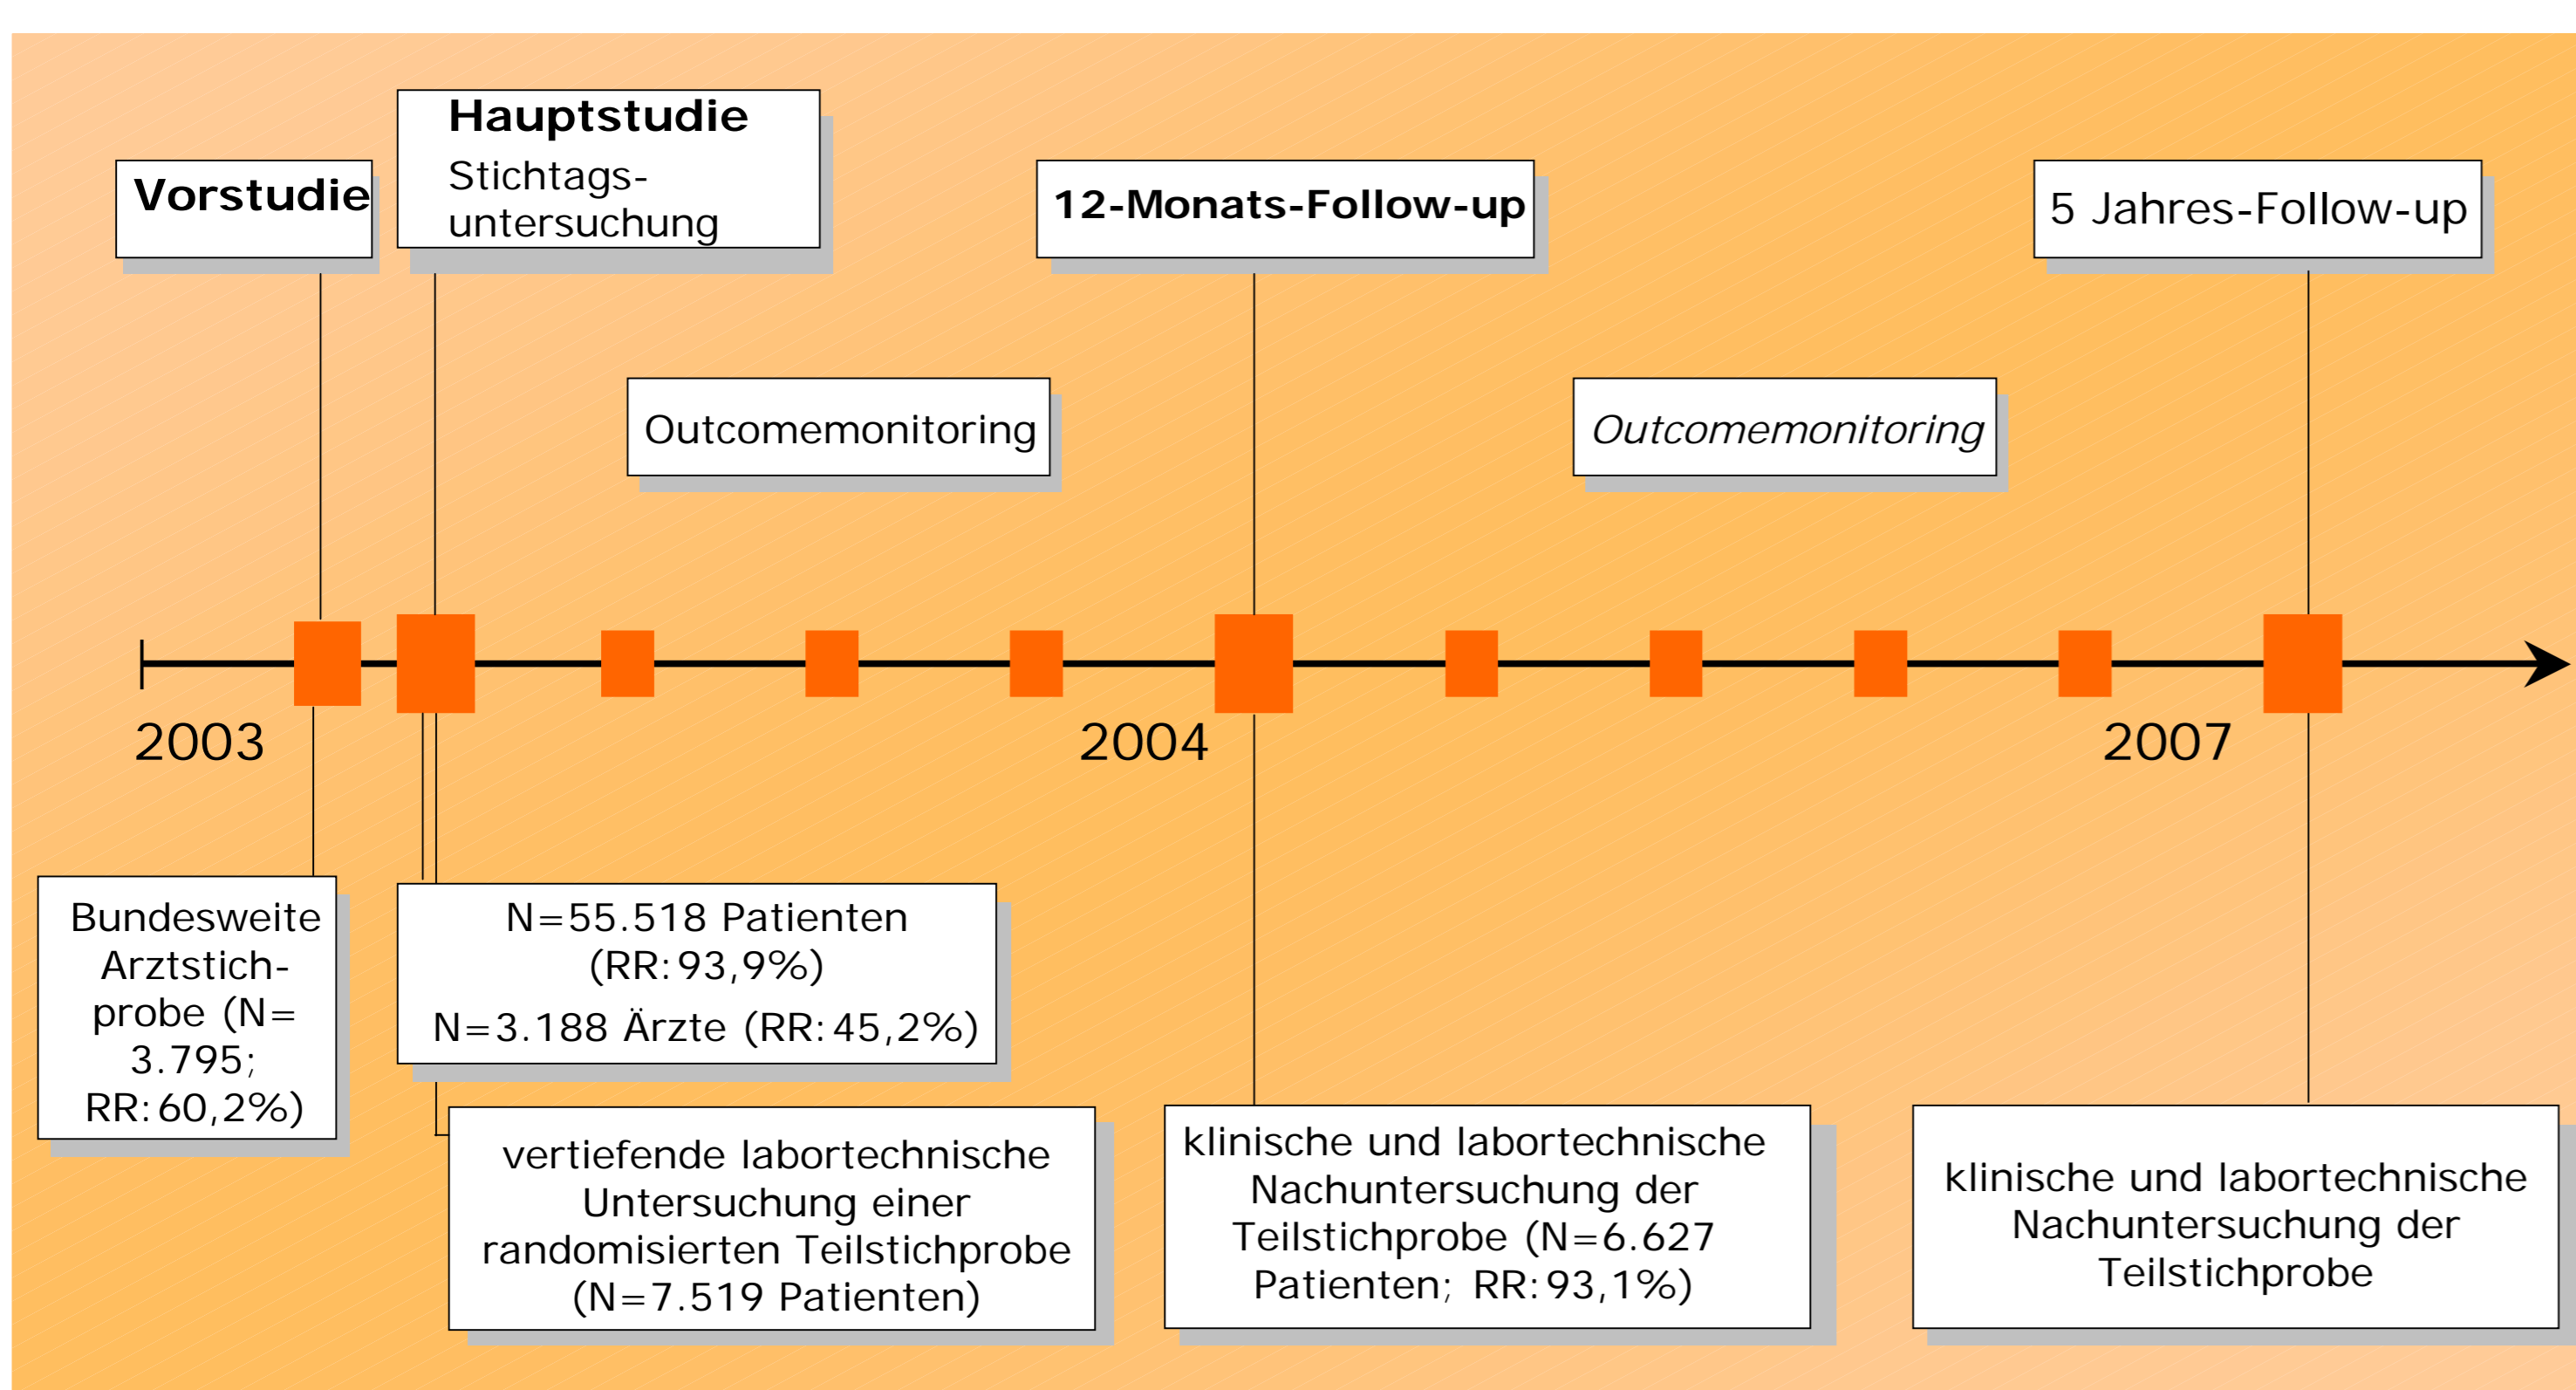 Vorstudie
Hauptstudie
Stichtags-
untersuchung
12-Monats-Follow-up
5 Jahres-Follow-up
Outcomemonitoring
Outcomemonitoring
2003
2004
2007
Bundesweite
Arztstich-
probe (N=
3.795;
RR:60,2%)
N=55.518 Patienten
(RR:93,9%)
N=3.188 Ärzte (RR:45,2%)
vertiefende labortechnische
Untersuchung einer
randomisierten Teilstichprobe
(N=7.519 Patienten)
klinische und labortechnische
Nachuntersuchung der
Teilstichprobe (N=6.627
Patienten; RR:93,1%)
klinische und labortechnische
Nachuntersuchung der
Teilstichprobe